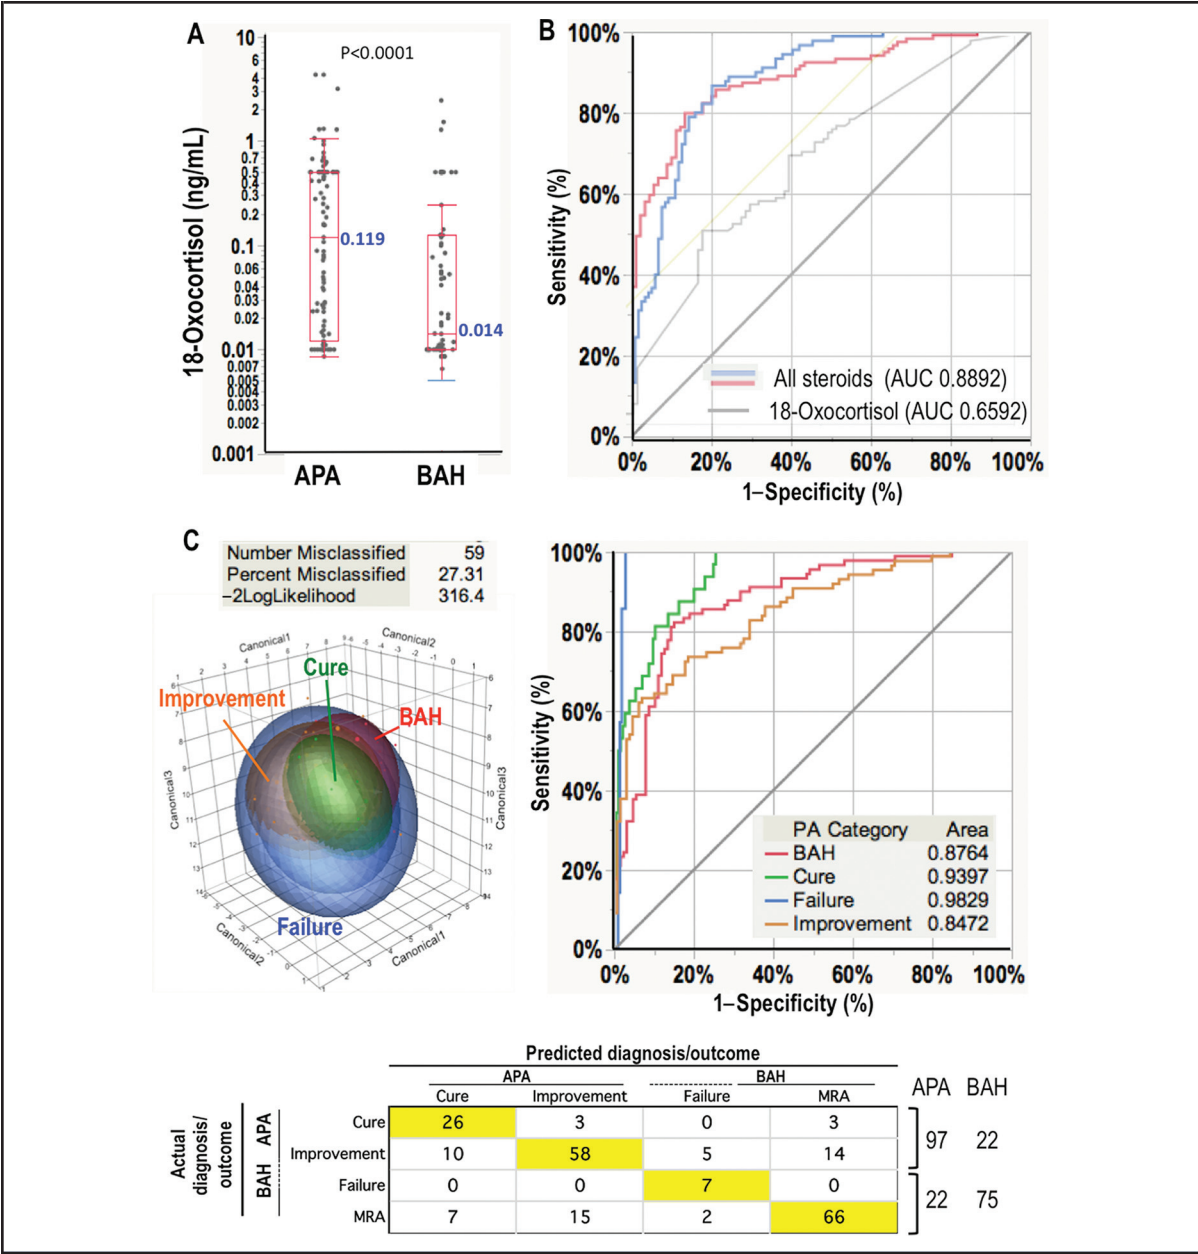 A
P<0.0001
18-Oxocortisol (ng/mL)
10
6
4
3
2
1
0.7
0.5
0.4
0.3
0.2
0.1
0.06
0.04
0.03
0.02
0.01
0.007
0.005
0.004
0.003
0.002
0.001
0.119
0.014
APA BAH
B
100%
80%
60%
40%
20%
0%
Sensitivity (%)
All steroids (AUC 0.8892)
18-Oxocortisol (AUC 0.6592)
0% 20% 40% 60% 80% 100%
1–Specificity (%)
C
Number Misclassified 59
Percent Misclassified 27.31
−2LogLikelihood 316.4
Canonical1
Canonical2
Canonical3
Cure
Improvement
BAH
Failure
Canonical3
Canonical2
Canonical1
100%
80%
60%
40%
20%
0%
Sensitivity (%)
PA Category Area
BAH 0.8764
Cure 0.9397
Failure 0.9829
Improvement 0.8472
0% 20% 40% 60% 80% 100%
1–Specificity (%)
Predicted diagnosis/outcome
APA BAH
Cure Improvement Failure MRA
APA BAH
Actual diagnosis/outcome
APA
BAH
Cure 26 3 0 3
Improvement 10 58 5 14
97 22
Failure 0 0 7 0
MRA 7 15 2 66
22 75